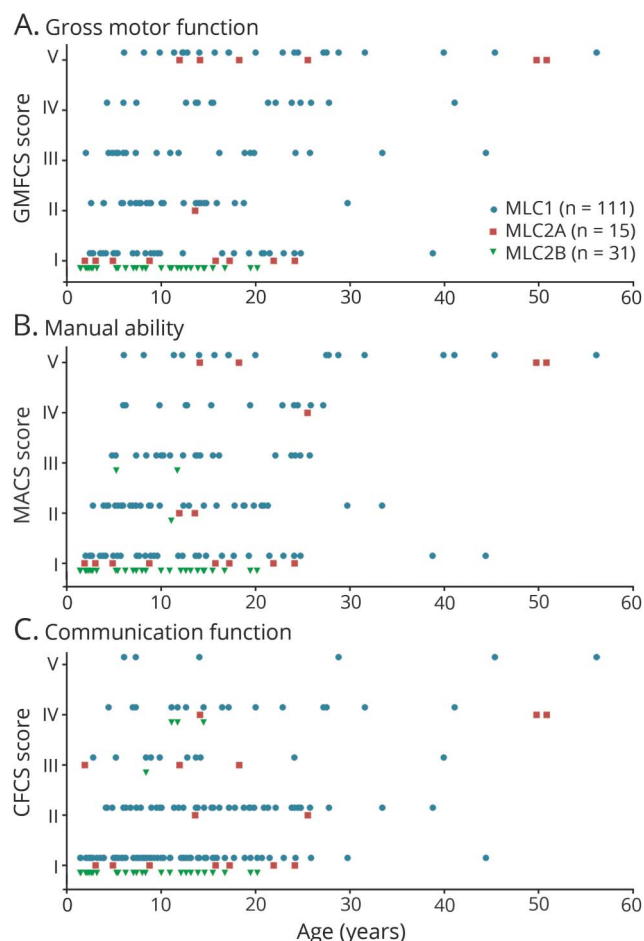 A. Gross motor function
GMFCS score
V
IV
III
II
I
MLC1 (n = 111)
MLC2A (n = 15)
MLC2B (n = 31)
0 10 20 30 40 50 60
B. Manual ability
MACS score
V
IV
III
II
I
0 10 20 30 40 50 60
C. Communication function
CFCS score
V
IV
III
II
I
0 10 20 30 40 50 60
Age (years)